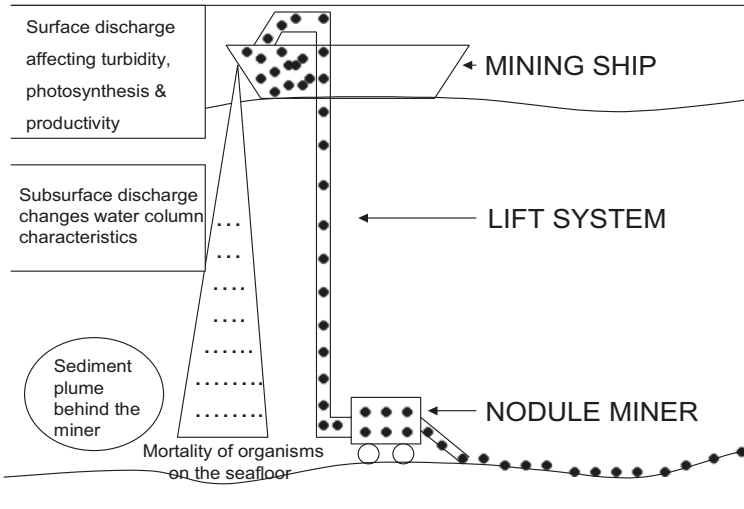 Surface discharge
affecting turbidity,
photosynthesis &
productivity
MINING SHIP
Subsurface discharge
changes water column
characteristics
LIFT SYSTEM
Sediment
plume
behind the
miner
NODULE MINER
Mortality of organisms
on the seafloor